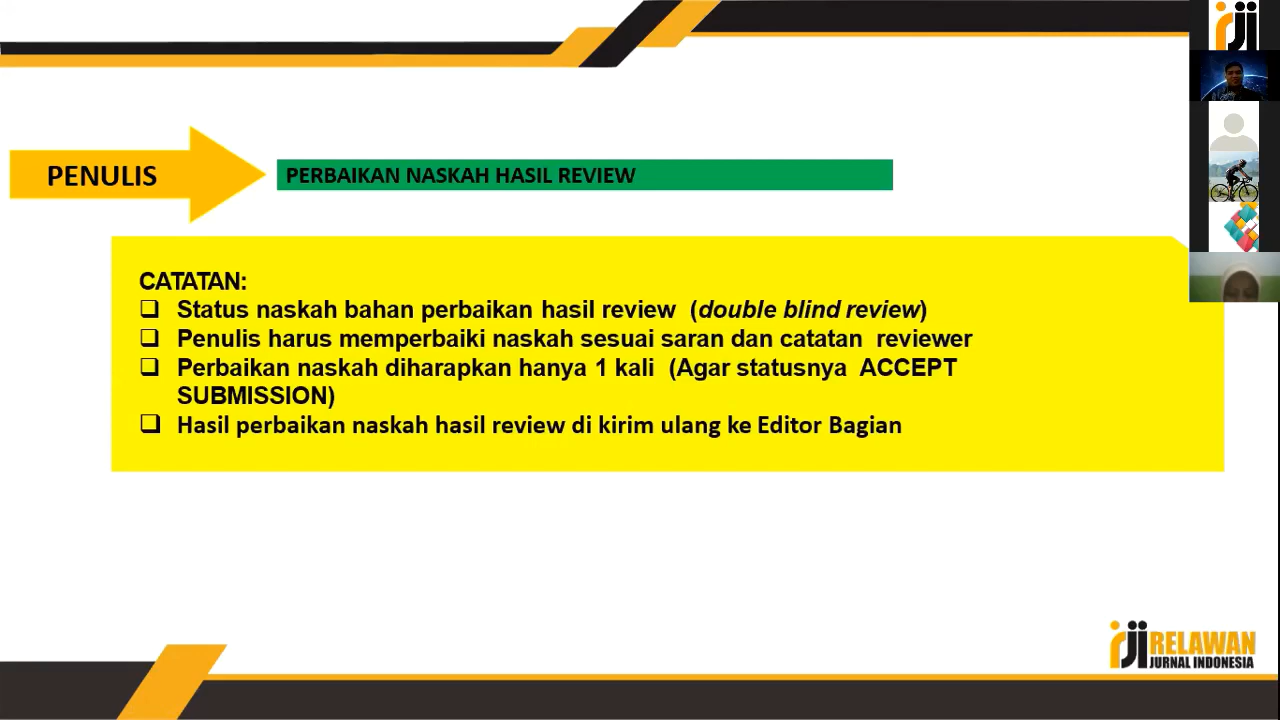 PENULIS
PERBAIKAN NASKAH HASIL REVIEW
CATATAN:
Status naskah bahan perbaikan hasil review (double blind review)
Penulis harus memperbaiki naskah sesuai saran dan catatan reviewer
Perbaikan naskah diharapkan hanya 1 kali (Agar statusnya ACCEPT
SUBMISSION)
Hasil perbaikan naskah hasil review di kirim ulang ke Editor Bagian
rji RELAWAN
JURNAL INDONESIA
rji